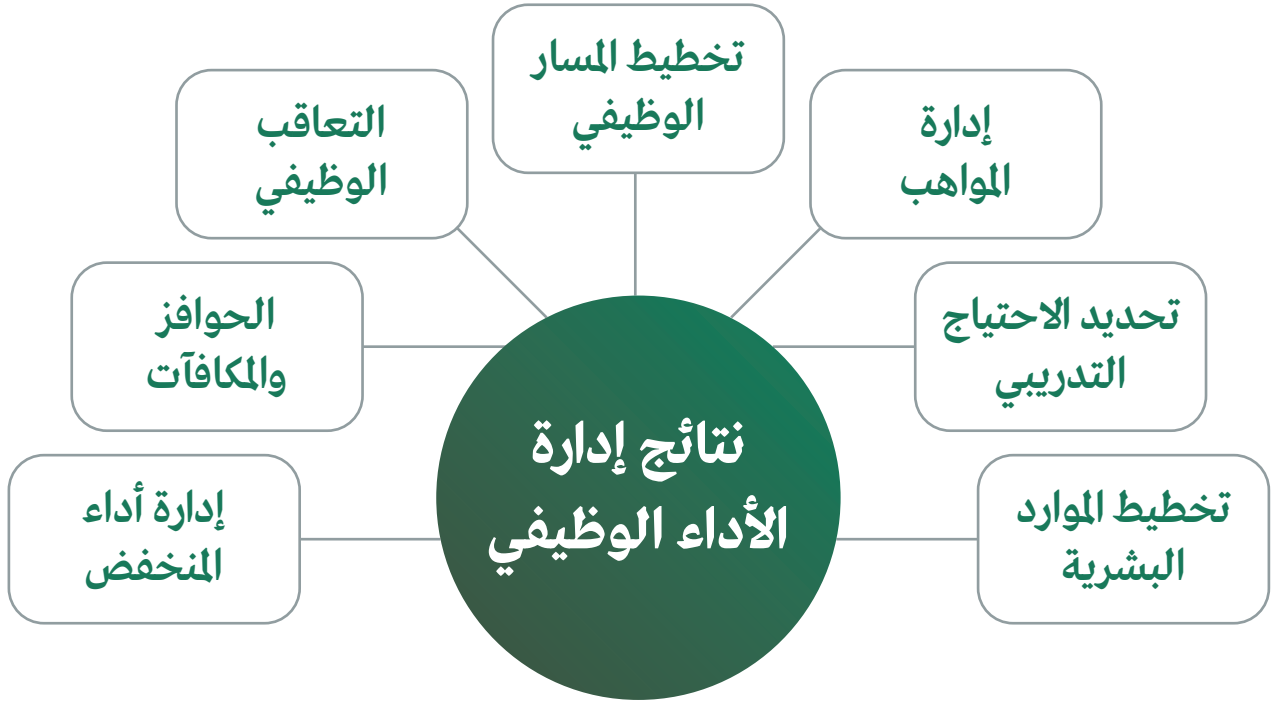 تخطيط المسار
الوظيفي
إدارة
المواهب
التعاقب
الوظيفي
تحديد الاحتياج
التدريبي
الحوافز
والمكافآت
تخطيط الموارد
البشرية
إدارة أداء
المنخفض
نتائج إدارة
الأداء الوظيفي